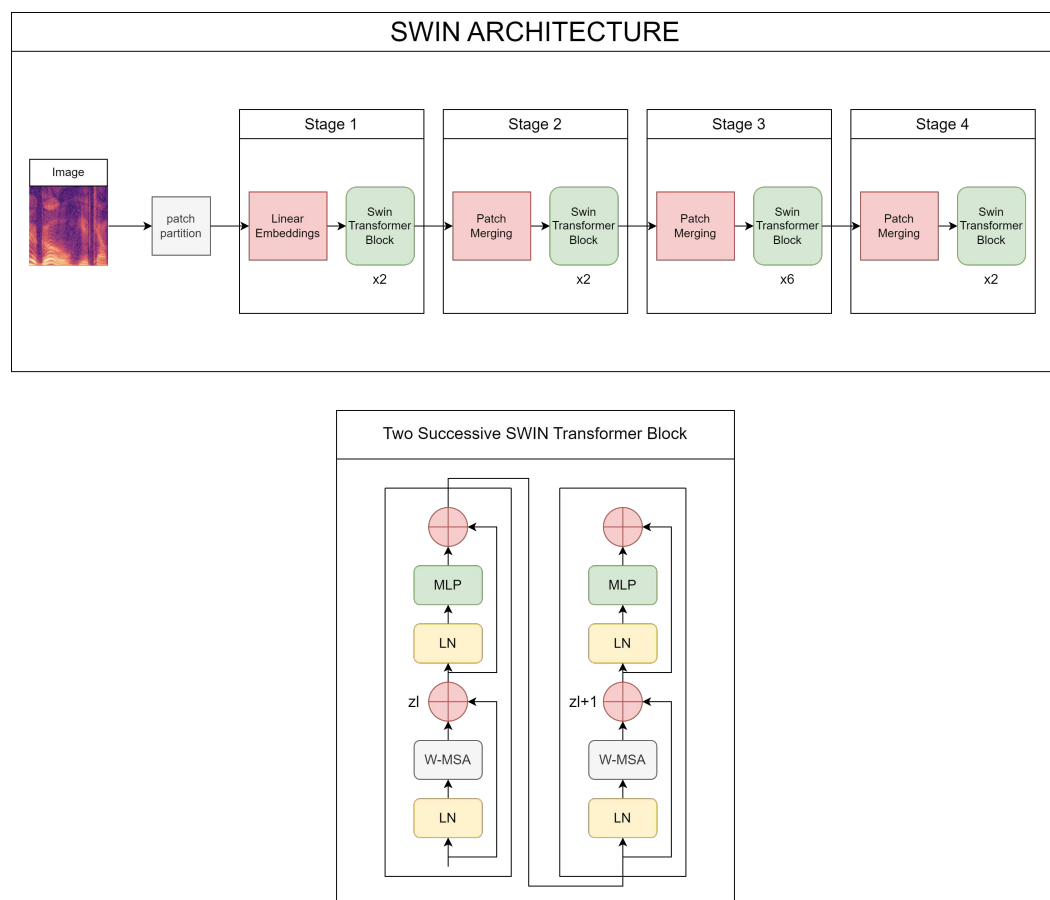 SWIN ARCHITECTURE
Stage 1
Stage 2
Stage 3
Stage 4
Image
patch
partition
Linear
Embeddings
Swin
Transformer
Block
x2
Patch
Merging
Swin
Transformer
Block
x2
Patch
Merging
Swin
Transformer
Block
x6
Patch
Merging
Swin
Transformer
Block
x2
Two Successive SWIN Transformer Block
MLP
LN
zl
W-MSA
LN
MLP
LN
zl+1
W-MSA
LN